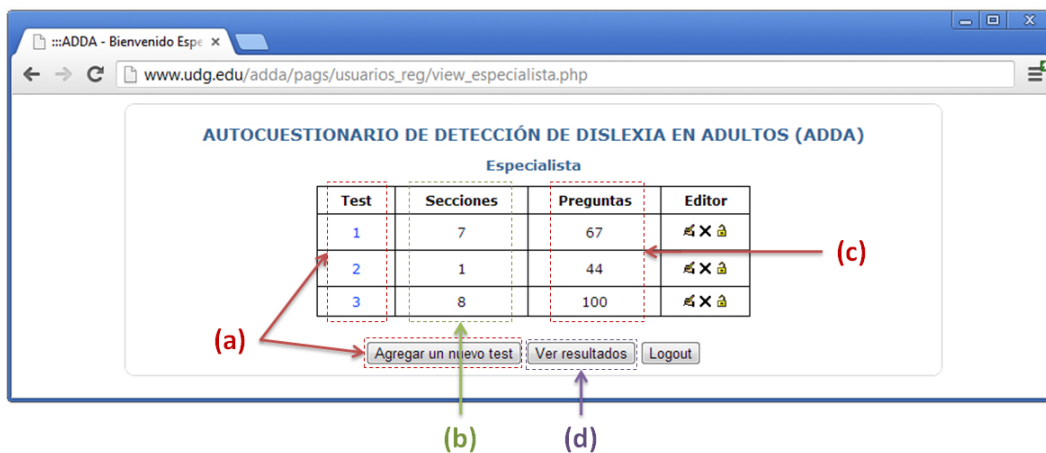 :::ADDA - Bienvenido Espe
www.udg.edu/adda/pags/usuarios_reg/view_especialista.php
AUTOCUESTIONARIO DE DETECCIÓN DE DISLEXIA EN ADULTOS (ADDA)
Especialista
Test Secciones Preguntas Editor
1 7 67
(c)
2 1 44
3 8 100
(a)
Agregar un nuevo test Ver resultados Logout
(b) (d)